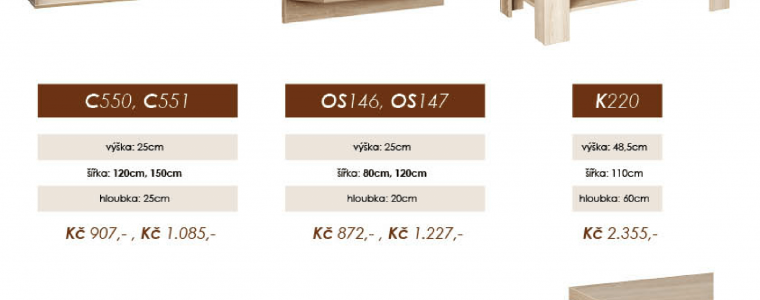 C550, C551
výška: 25cm
šířka: 120cm, 150cm
hloubka: 25cm
Kč 907,- , Kč 1.085,-
OS146, OS147
výška: 25cm
šířka: 80cm, 120cm
hloubka: 20cm
Kč 872,- , Kč 1.227,-
K220
výška: 48,5cm
šířka: 110cm
hloubka: 60cm
Kč 2.355,-